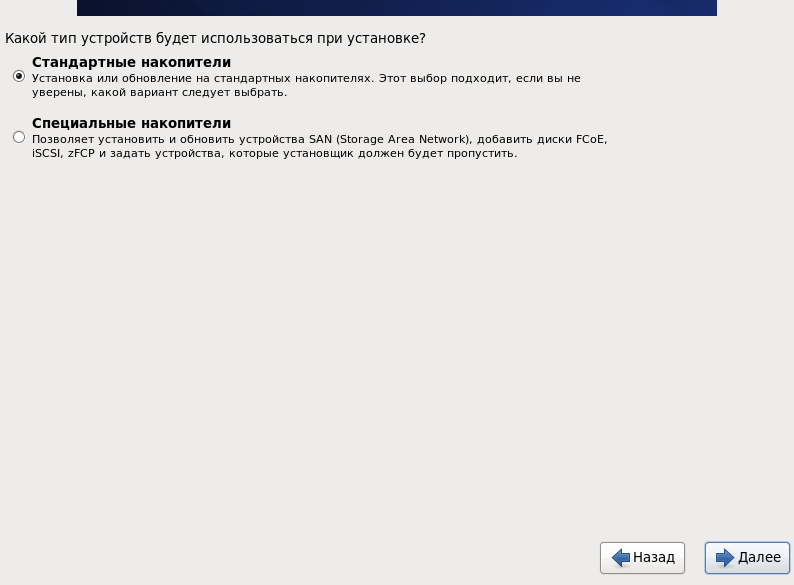 Какой тип устройств будет использоваться при установке?
Стандартные накопители
Установка или обновление на стандартных накопителях. Этот выбор подходит, если вы не
уверены, какой вариант следует выбрать.
Специальные накопители
Позволяет установить и обновить устройства SAN (Storage Area Network), добавить диски FCoE,
iSCSI, zFCP и задать устройства, которые установщик должен будет пропустить.
Назад
Далее